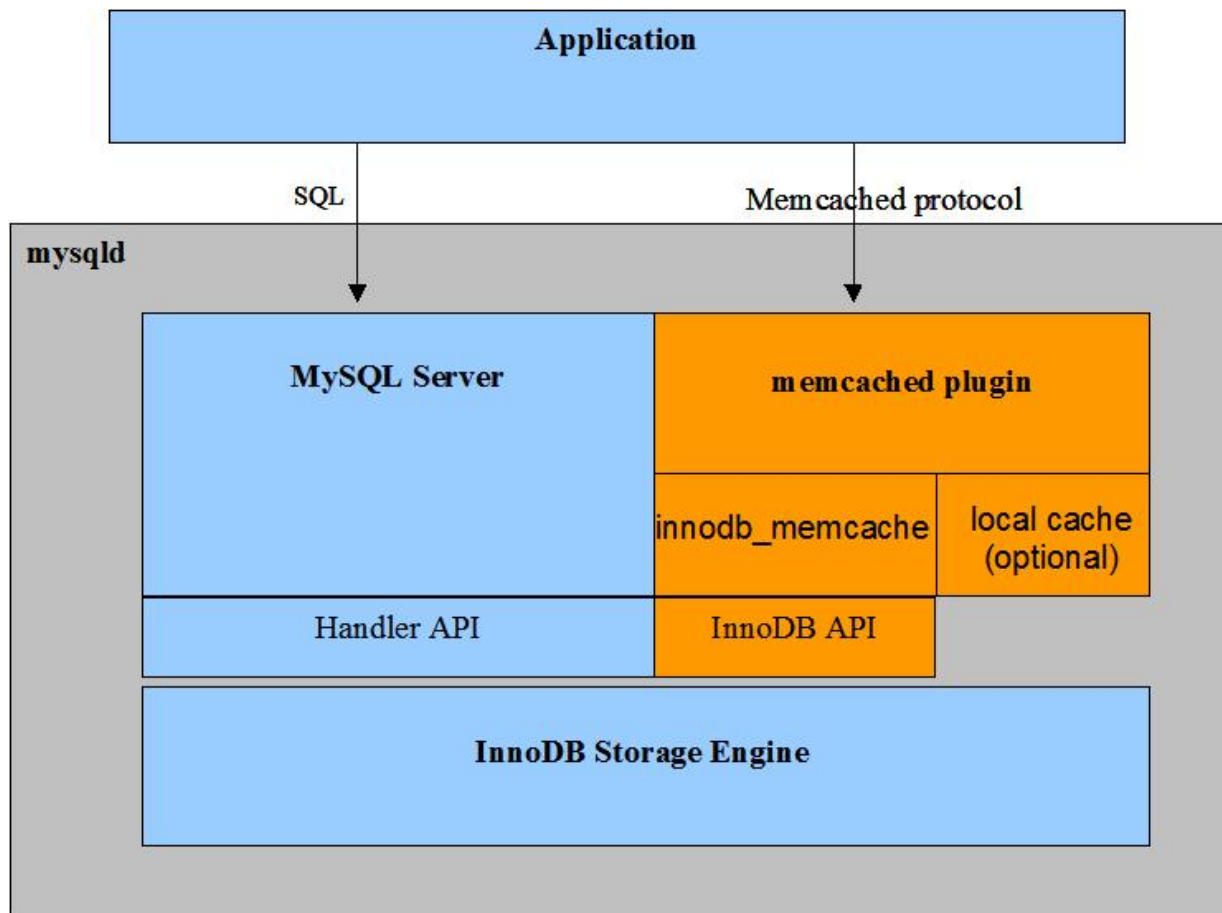 Application
SQL
Memcached protocol
mysqld
MySQL Server
memcached plugin
innodb_memcache
local cache
(optional)
Handler API
InnoDB API
InnoDB Storage Engine